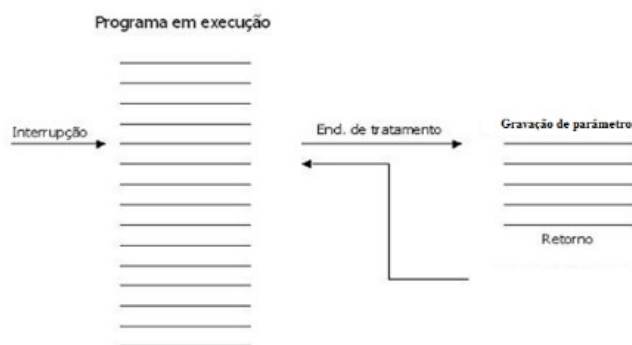 Programa em execução
Interrupção
End. de tratamento
Gravação de parâmetro
Retorno